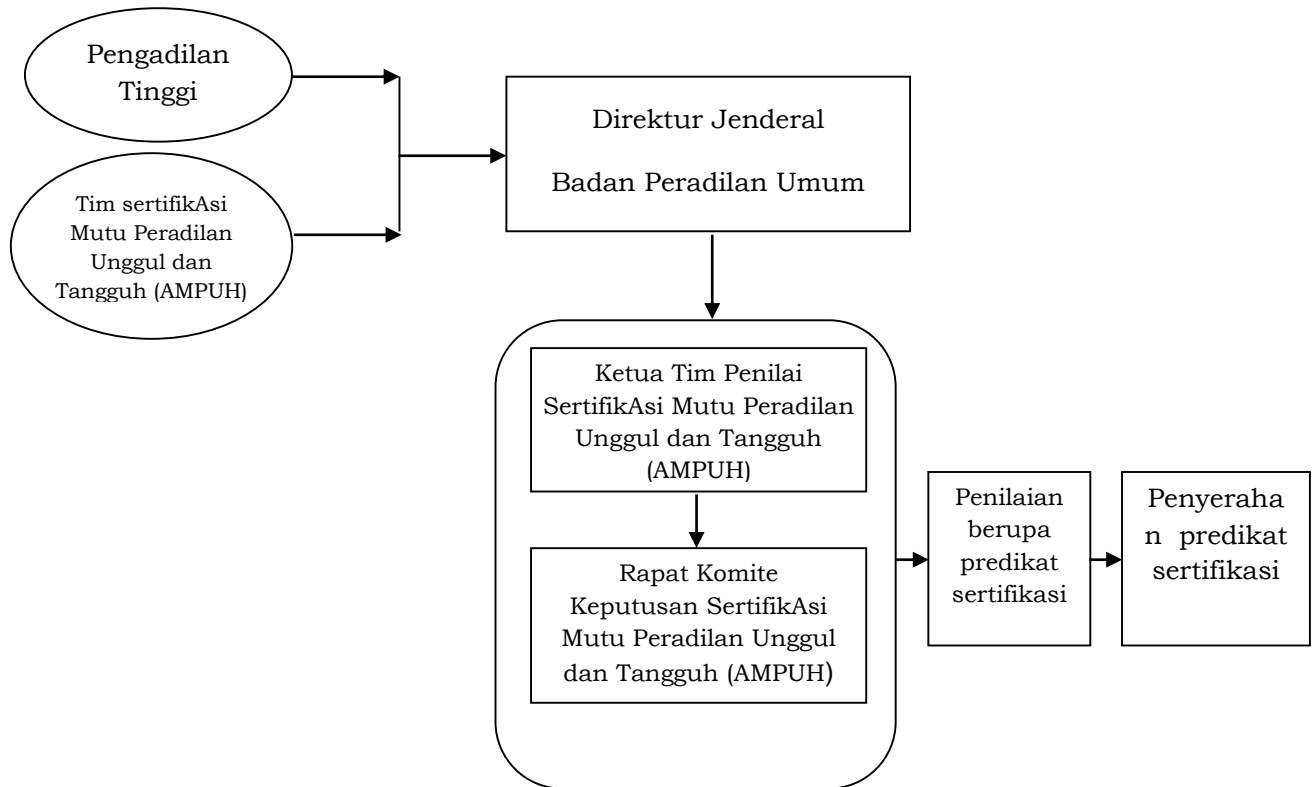 Pengadilan
Tinggi
Tim sertifikAsi
Mutu Peradilan
Unggul dan
Tangguh (AMPUH)
Direktur Jenderal
Badan Peradilan Umum
Ketua Tim Penilai
SertifikAsi Mutu Peradilan
Unggul dan Tangguh
(AMPUH)
Rapat Komite
Keputusan SertifikAsi
Mutu Peradilan Unggul
dan Tangguh (AMPUH)
Penilaian
berupa
predikat
sertifikasi
Penyeraha
n predikat
sertifikasi